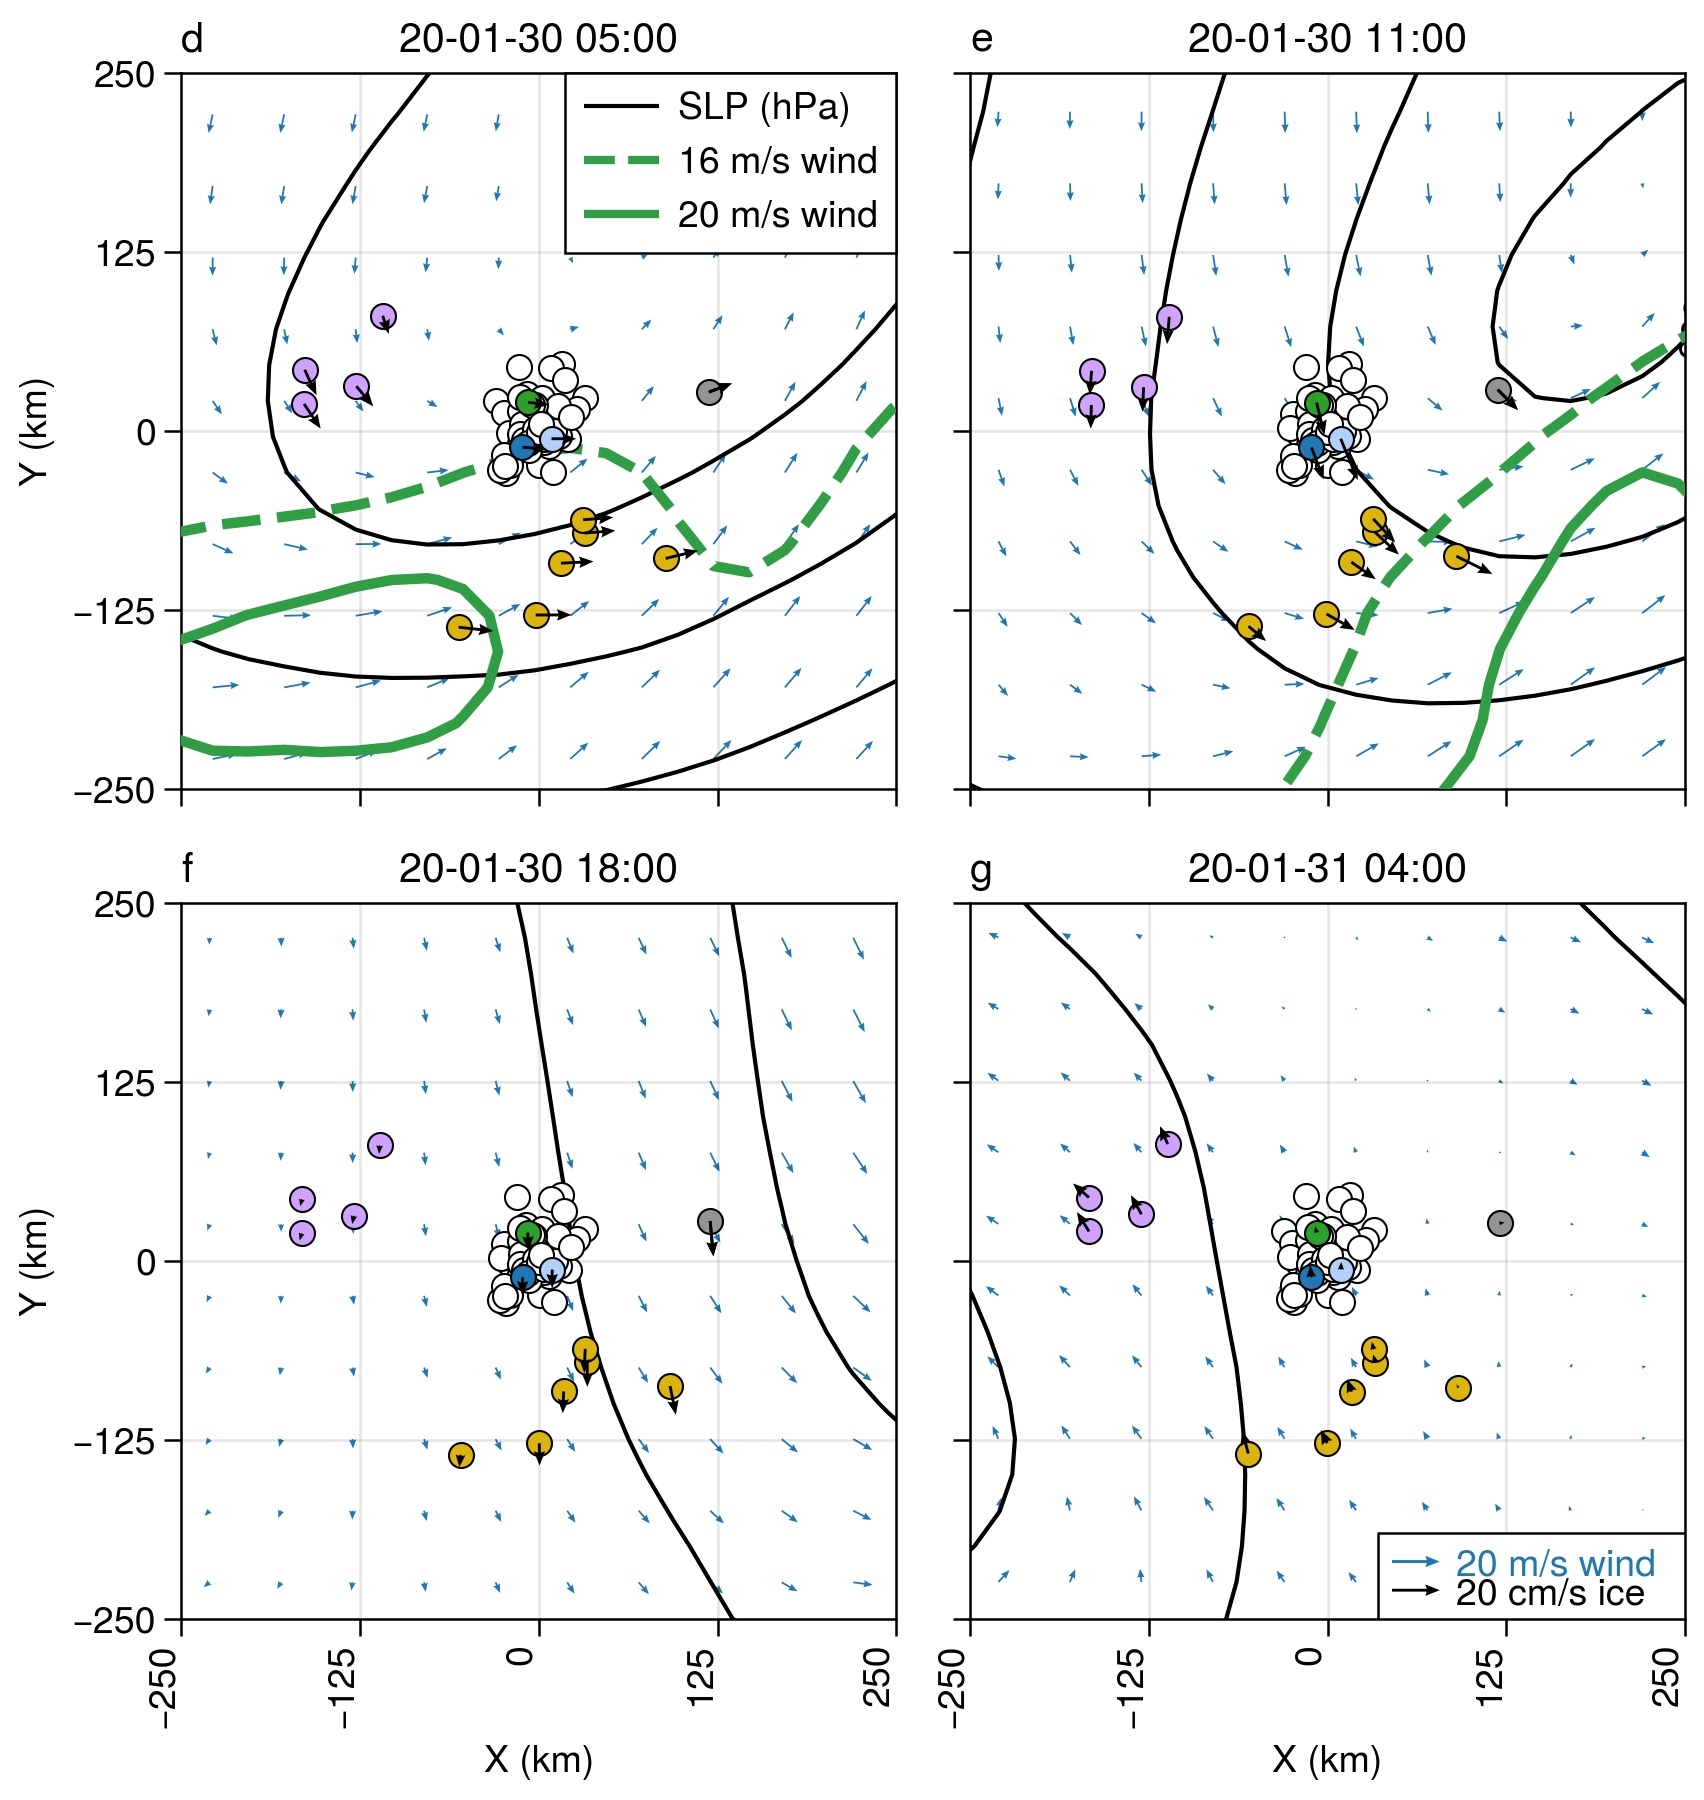 d 20-01-30 05:00
e 20-01-30 11:00
SLP (hPa)
16 m/s wind
20 m/s wind
250
125
0
−125
−250
Y (km)
f 20-01-30 18:00
g 20-01-31 04:00
250
125
0
−125
−250
Y (km)
20 m/s wind
20 cm/s ice
−250 −125 0 125 250
−250 −125 0 125 250
X (km)
X (km)